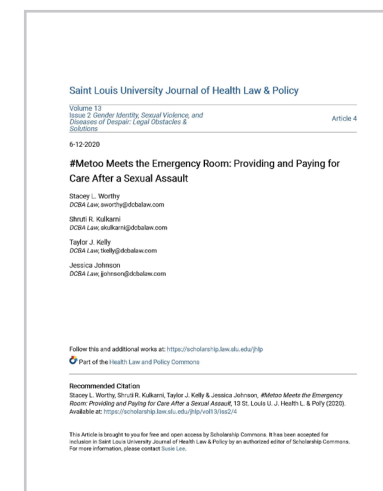 Saint Louis University Journal of Health Law & Policy
Volume 13
Issue 2 Gender Identity, Sexual Violence, and
Diseases of Despair: Legal Obstacles &
Solutions
Article 4
6-12-2020
#Metoo Meets the Emergency Room: Providing and Paying for
Care After a Sexual Assault
Stacey L. Worthy
DCBA Law, sworthy@dcbalaw.com
Shruti R. Kulkarni
DCBA Law, skulkarni@dcbalaw.com
Taylor J. Kelly
DCBA Law, tkelly@dcbalaw.com
Jessica Johnson
DCBA Law, jjohnson@dcbalaw.com
Follow this and additional works at: https://scholarship.law.slu.edu/jhlp
Part of the Health Law and Policy Commons
Recommended Citation
Stacey L. Worthy, Shruti R. Kulkarni, Taylor J. Kelly & Jessica Johnson, #Metoo Meets the Emergency
Room: Providing and Paying for Care After a Sexual Assault, 13 St. Louis U. J. Health L. & Pol'y (2020).
Available at: https://scholarship.law.slu.edu/jhlp/vol13/iss2/4
This Article is brought to you for free and open access by Scholarship Commons. It has been accepted for
inclusion in Saint Louis University Journal of Health Law & Policy by an authorized editor of Scholarship Commons.
For more information, please contact Susie Lee.